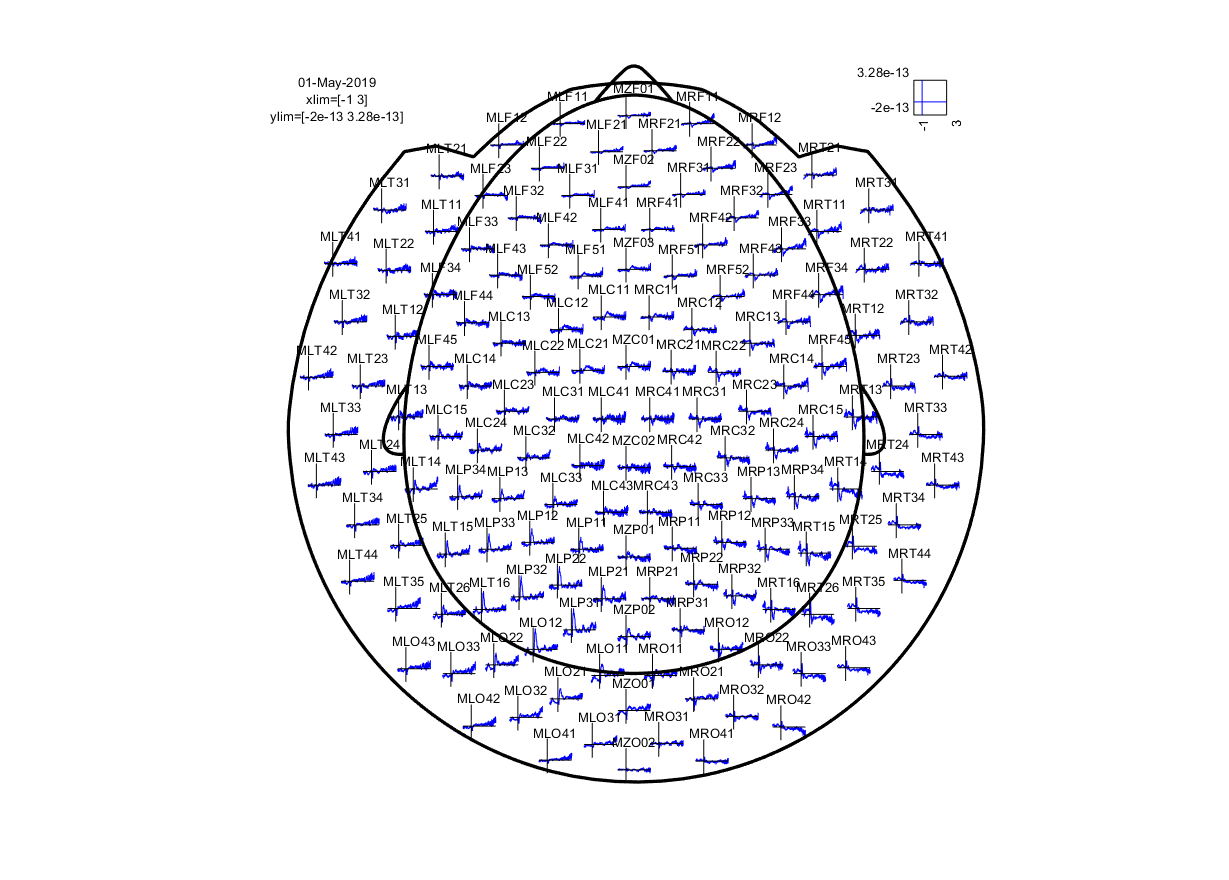 01-May-2019
xlim=[-1 3]
ylim=[-2e-13 3.28e-13]
3.28e-13
-2e-13
-1
3
MZF01
MLF11 MRF11
MLF12 MRF12
MLF21 MRF21
MLF22 MRF22
MLT21 MRT21
MLF23 MLF31 MZF02 MRF31 MRF23
MLT31 MRT31
MLF32 MRF32
MLT11 MLF41 MRF41 MRT11
MLF33 MLF42 MRF42 MRF33
MLT41 MLT22 MZF03 MRT22 MRT41
MLF43 MLF51 MRF51 MRF43
MLF34 MLF52 MRF52 MRF34
MLT32 MLF44 MLC11 MRC11 MRF44 MRT32
MLT12 MLC12 MRC12 MRT12
MLC13 MRC13
MLF45 MLC22 MLC21 MZC01 MRC21 MRC22 MRF45
MLT42 MLT23 MLC14 MRC14 MRT23 MRT42
MLT13 MLC23 MLC31 MLC41 MRC41 MRC31 MRC23 MRT13
MLT33 MLC15 MLC24 MLC32 MRC32 MRC24 MRC15 MRT33
MLT24 MLC42 MZC02 MRC42 MRT24
MLT43 MLT14 MLP34 MLP13 MLC33 MRC33 MRP13 MRP34 MRT14 MRT43
MLT34 MLC43 MRC43 MRT34
MLT25 MLT15 MLP33 MLP12 MLP11 MZP01 MRP11 MRP12 MRP33 MRT15 MRT25
MLT44 MLP32 MLP22 MRP22 MRP32 MRT44
MLT35 MLT26 MLT16 MLP21 MRP21 MRT16 MRT26 MRT35
MLP31 MZP02 MRP31
MLO12 MRO12
MLO43 MLO33 MLO22 MLO11 MRO11 MRO22 MRO33 MRO43
MLO21 MRO21
MLO42 MLO32 MZO01 MRO32 MRO42
MLO31 MRO31
MLO41 MZO02 MRO41